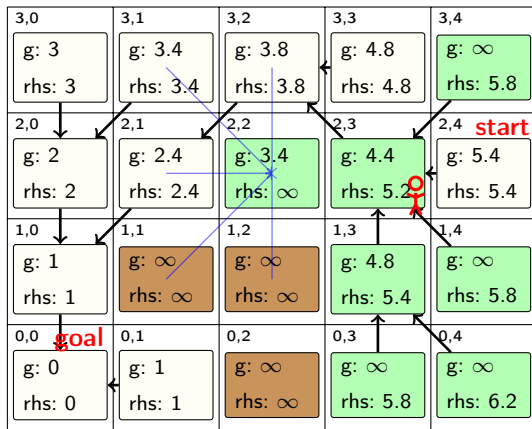 3,0 3,1 3,2 3,3 3,4
g: 3 g: 3.4 g: 3.8 g: 4.8 g: ∞
rhs: 3 rhs: 3.4 rhs: 3.8 rhs: 4.8 rhs: 5.8
2,0 2,1 2,2 2,3 2,4 start
g: 2 g: 2.4 g: 3.4 g: 4.4 g: 5.4
rhs: 2 rhs: 2.4 rhs: ∞ rhs: 5.2 rhs: 5.4
1,0 1,1 1,2 1,3 1,4
g: 1 g: ∞ g: ∞ g: 4.8 g: ∞
rhs: 1 rhs: ∞ rhs: ∞ rhs: 5.4 rhs: 5.8
0,0 goal 0,1 0,2 0,3 0,4
g: 0 g: 1 g: ∞ g: ∞ g: ∞
rhs: 0 rhs: 1 rhs: ∞ rhs: 5.8 rhs: 6.2